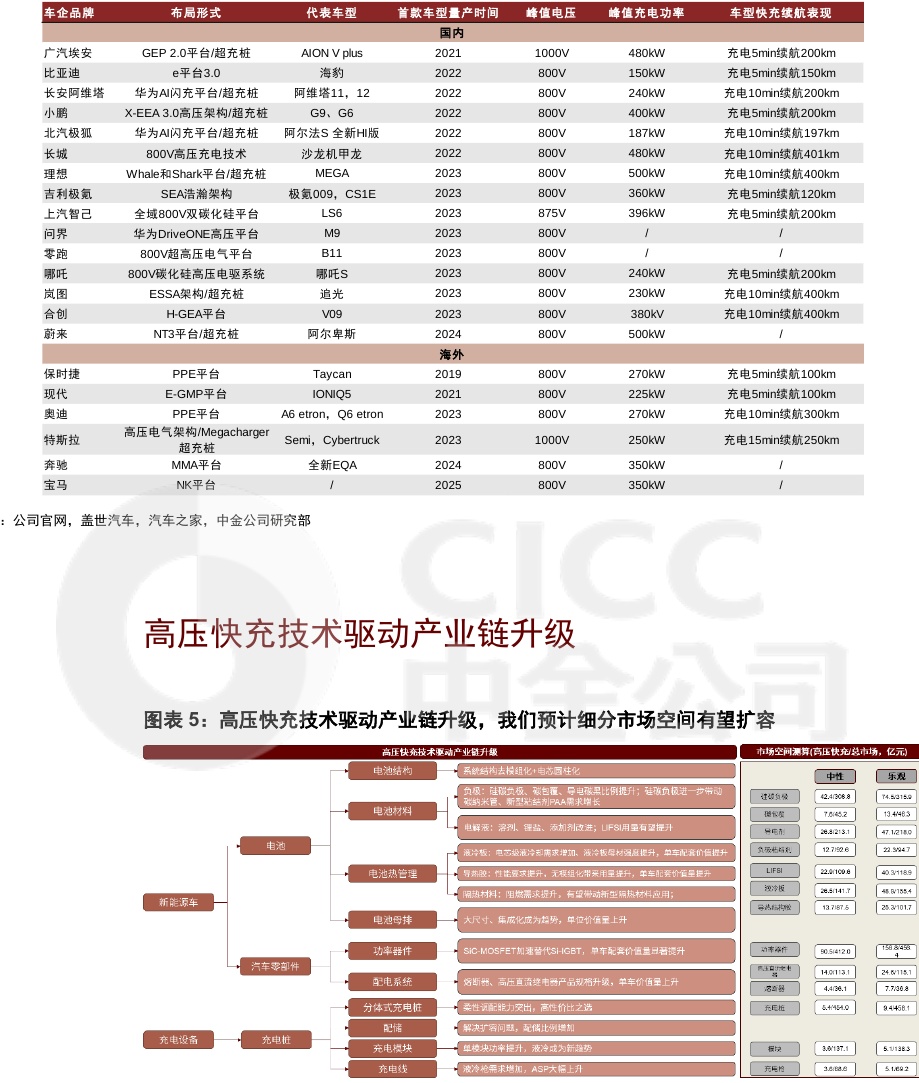 车企品牌 布局形式 代表车型 首款车型量产时间 峰值电压 峰值充电功率 车型快充续航表现
国内
广汽埃安 GEP 2.0平台/超充桩 AION V plus 2021 1000V 480kW 充电5min续航200km
比亚迪 e平台3.0 海豹 2022 800V 150kW 充电5min续航150km
长安阿维塔 华为AI闪充平台/超充桩 阿维塔11，12 2022 800V 240kW 充电10min续航200km
小鹏 X-EEA 3.0高压架构/超充桩 G9、G6 2022 800V 400kW 充电5min续航200km
北汽极狐 华为AI闪充平台/超充桩 阿尔法S 全新HI版 2022 800V 187kW 充电10min续航197km
长城 800V高压充电技术 沙龙机甲龙 2022 800V 480kW 充电10min续航401km
理想 Whale和Shark平台/超充桩 MEGA 2023 800V 500kW 充电10min续航400km
吉利极氪 SEA浩瀚架构 极氪009，CS1E 2023 800V 360kW 充电5min续航120km
上汽智己 全域800V双碳化硅平台 LS6 2023 875V 396kW 充电5min续航200km
问界 华为DriveONE高压平台 M9 2023 800V / /
零跑 800V超高压电气平台 B11 2023 800V / /
哪吒 800V碳化硅高压电驱系统 哪吒S 2023 800V 240kW 充电5min续航200km
岚图 ESSA架构/超充桩 追光 2023 800V 230kW 充电10min续航400km
合创 H-GEA平台 V09 2023 800V 380kV 充电10min续航400km
蔚来 NT3平台/超充桩 阿尔卑斯 2024 800V 500kW /
海外
保时捷 PPE平台 Taycan 2019 800V 270kW 充电5min续航100km
现代 E-GMP平台 IONIQ5 2021 800V 225kW 充电5min续航100km
奥迪 PPE平台 A6 etron，Q6 etron 2023 800V 270kW 充电10min续航300km
特斯拉 高压电气架构/Megacharger超充桩 Semi，Cybertruck 2023 1000V 250kW 充电15min续航250km
奔驰 MMA平台 全新EQA 2024 800V 350kW /
宝马 NK平台 / 2025 800V 350kW /
：公司官网，盖世汽车，汽车之家，中金公司研究部
CICC
中金公司
高压快充技术驱动产业链升级
图表 5：高压快充技术驱动产业链升级，我们预计细分市场空间有望扩容
高压快充技术驱动产业链升级 市场空间测算(高压快充/总市场，亿元)
中性 乐观
电池结构 系统结构去模组化+电芯圆柱化
电池材料 负极：硅碳负极、碳包覆、导电碳黑比例提升；硅碳负极进一步带动
碳纳米管、新型粘结剂PAA需求增长
电解液：溶剂、锂盐、添加剂改进；LIFSI用量有望提升
电池
液冷板：电芯级液冷却需求增加、液冷板母材强度提升，单车配套价值提升
电池热管理 导热胶：性能要求提升，无模组化带来用量提升，单车配套价值量提升
隔热材料：阻燃需求提升，有望带动新型隔热材料应用；
新能源车
电池母排 大尺寸、集成化成为趋势，单位价值量上升
功率器件 SiC-MOSFET加速替代Si-IGBT，单车配套价值量显著提升
汽车零部件
配电系统 熔断器、高压直流继电器产品规格升级，单车价值量上升
分体式充电桩 柔性调配能力突出，高性价比之选
配储 解决扩容问题，配储比例增加
充电设备 充电桩
充电模块 单模块功率提升，液冷成为新趋势
充电线 液冷枪需求增加，ASP大幅上升
硅碳负极 42.4/308.8 74.5/315.9
碳包覆 7.6/45.2 13.4/46.3
导电剂 26.8/213.1 47.1/218.0
负极粘结剂 12.7/92.6 22.3/94.7
LIFSI 22.9/109.6 40.3/118.9
液冷板 26.5/141.7
导热结构胶 13.7/87.5
功率器件 90.5/412.0
14.0/113.1 24.6/115.1
熔断器 4.4/36.1 7.7/36.8
充电桩 5.4/454.0 9.4/458.1
模块 3.6/137.1 5.1/138.3
充电枪 3.6/68.6 5.1/69.2